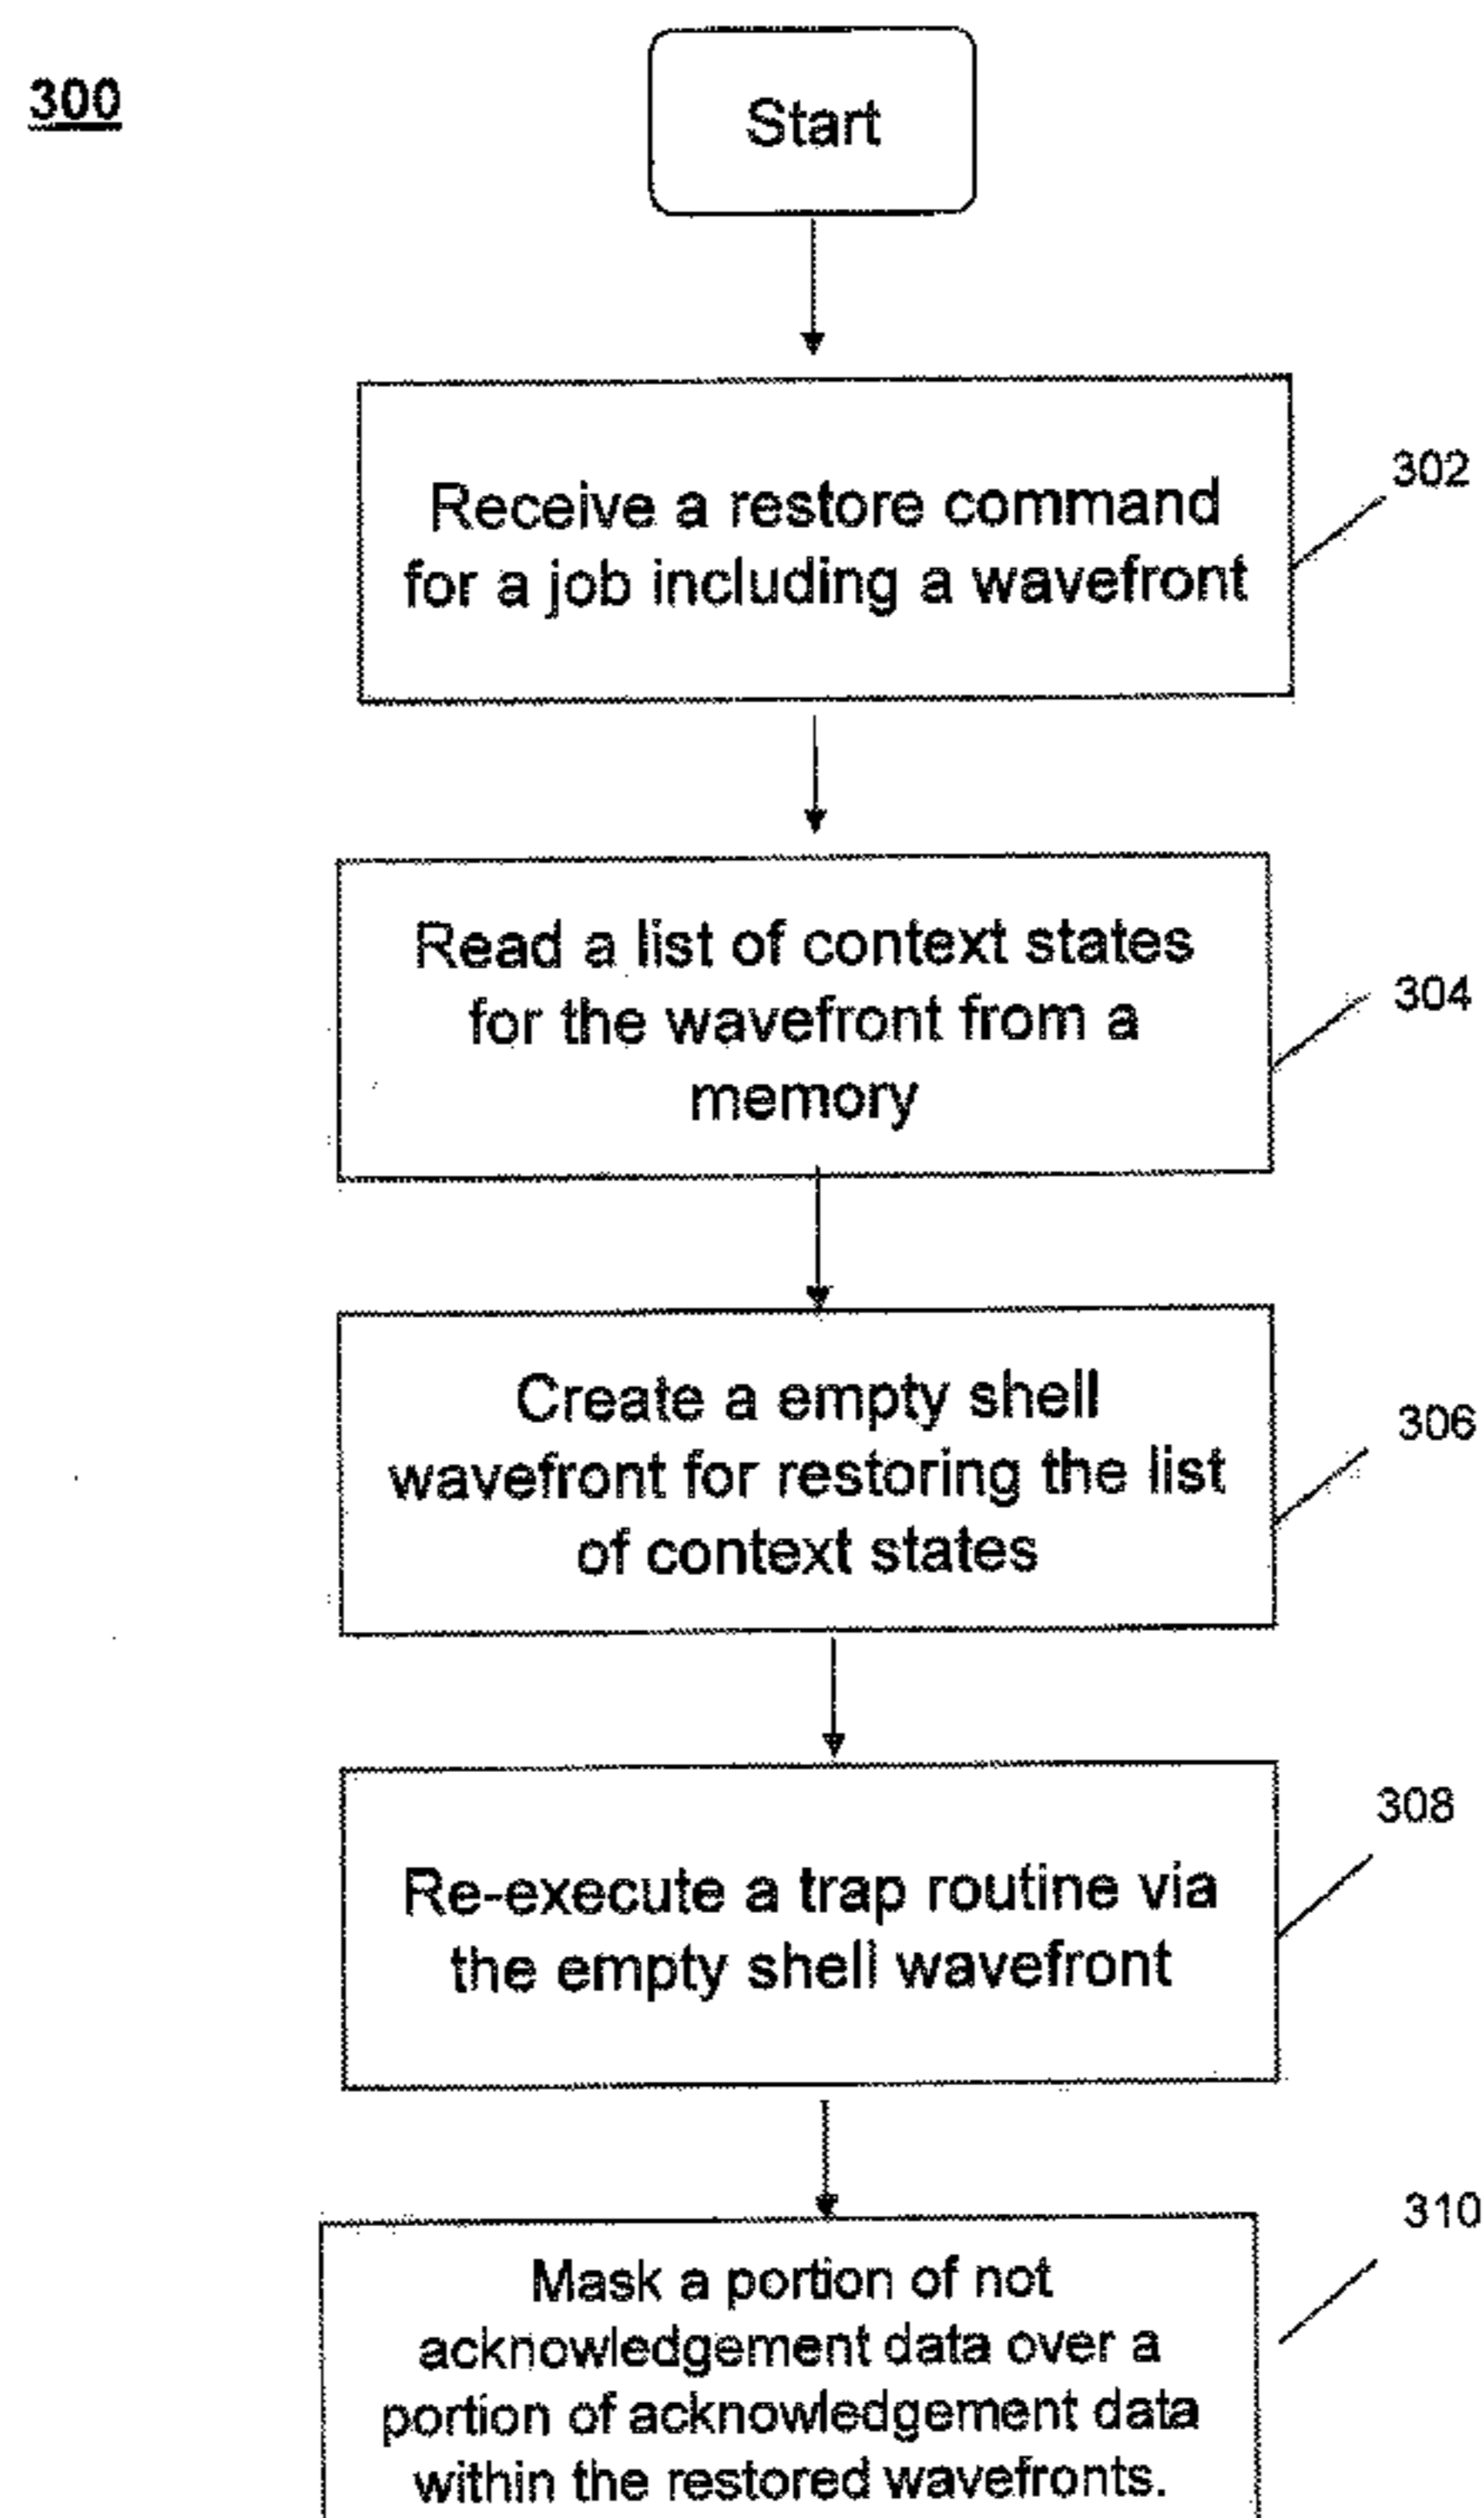 300
Start
Receive a restore command
for a job including a wavefront
302
Read a list of context states
for the wavefront from a
memory
304
Create a empty shell
wavefront for restoring the list
of context states
306
Re-execute a trap routine via
the empty shell wavefront
308
Mask a portion of not
acknowledgement data over a
portion of acknowledgement data
within the restored wavefronts.
310